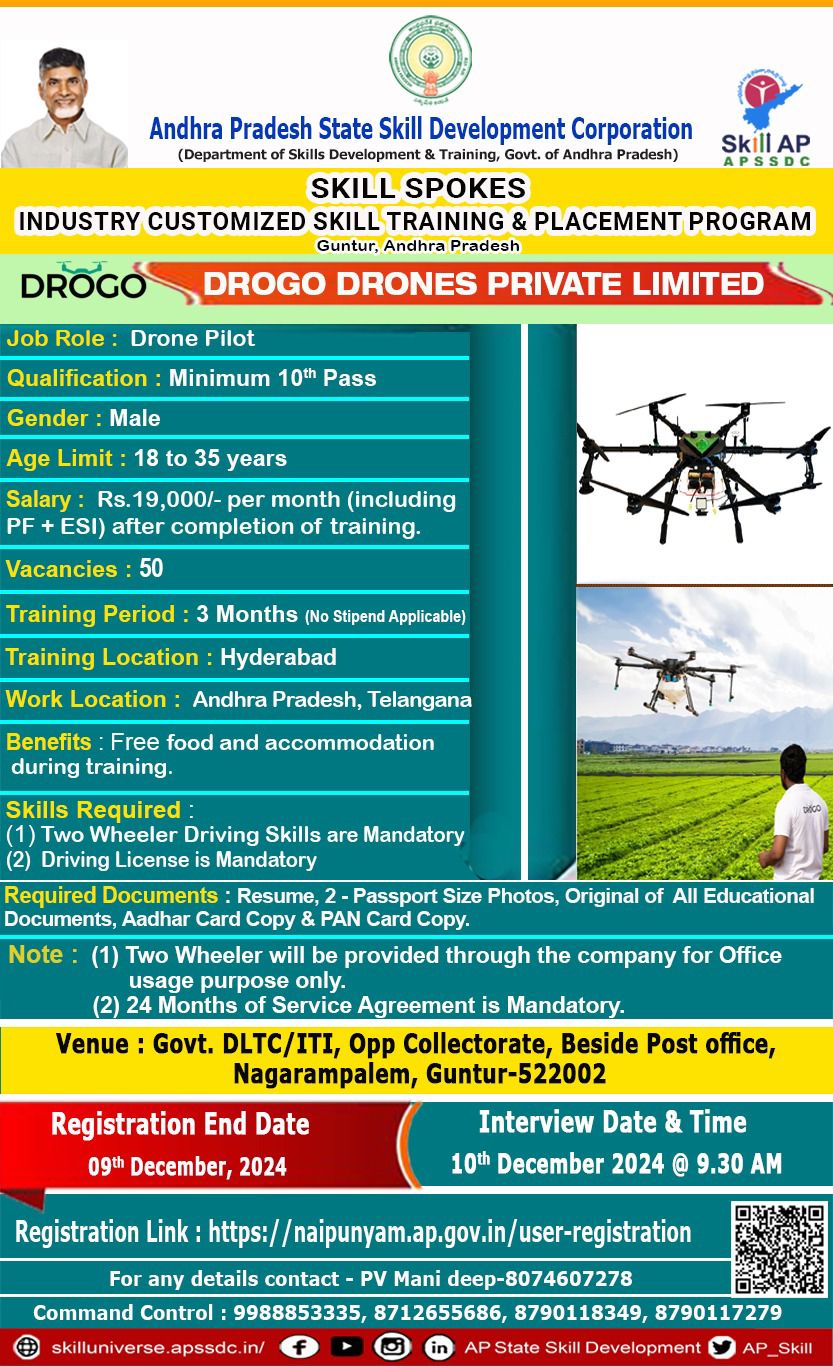 Andhra Pradesh State Skill Development Corporation
(Department of Skills Development & Training, Govt. of Andhra Pradesh)
Skill AP
APSSDC
SKILL SPOKES
INDUSTRY CUSTOMIZED SKILL TRAINING & PLACEMENT PROGRAM
Guntur, Andhra Pradesh
DROGO
DROGO DRONES PRIVATE LIMITED
Job Role : Drone Pilot
Qualification : Minimum 10th Pass
Gender : Male
Age Limit : 18 to 35 years
Salary : Rs.19,000/- per month (including
PF + ESI) after completion of training.
Vacancies : 50
Training Period : 3 Months (No Stipend Applicable)
Training Location : Hyderabad
Work Location : Andhra Pradesh, Telangana
Benefits : Free food and accommodation
during training.
Skills Required :
(1) Two Wheeler Driving Skills are Mandatory
(2) Driving License is Mandatory
DROGO
Required Documents : Resume, 2 - Passport Size Photos, Original of All Educational
Documents, Aadhar Card Copy & PAN Card Copy.
Note : (1) Two Wheeler will be provided through the company for Office
usage purpose only.
(2) 24 Months of Service Agreement is Mandatory.
Venue : Govt. DLTC/ITI, Opp Collectorate, Beside Post office,
Nagarampalem, Guntur-522002
Registration End Date
09th December, 2024
Interview Date & Time
10th December 2024 @ 9.30 AM
Registration Link : https://naipunyam.ap.gov.in/user-registration
For any details contact - PV Mani deep-8074607278
Command Control : 9988853335, 8712655686, 8790118349, 8790117279
skilluniverse.apssdc.in/ AP State Skill Development AP_Skill